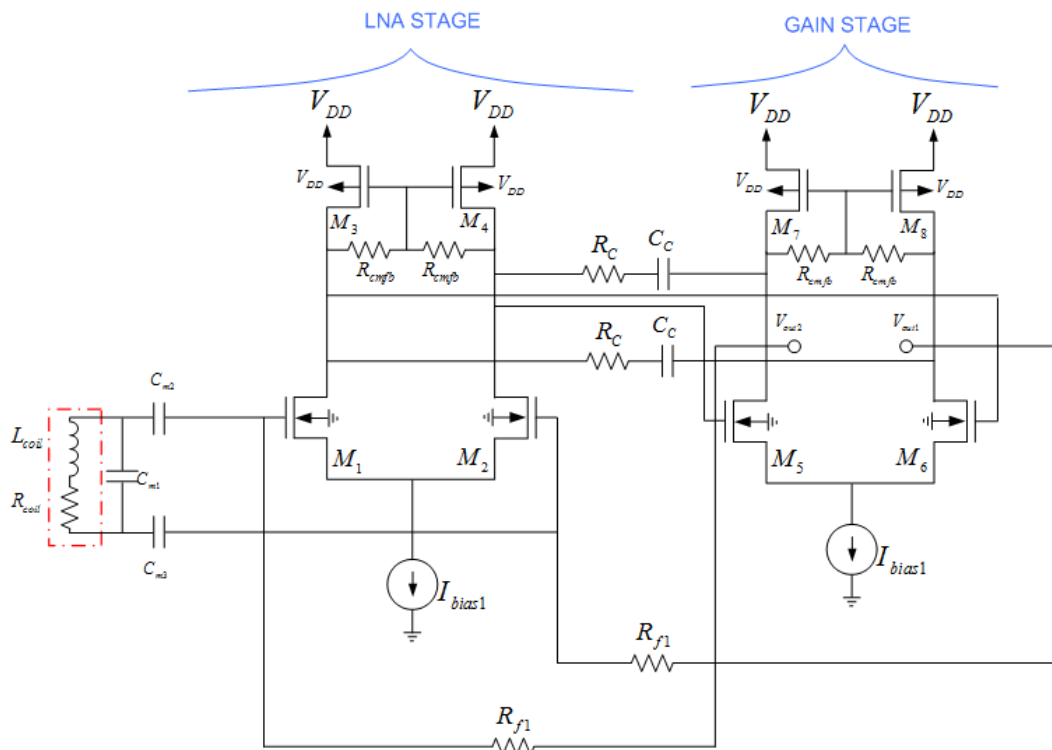 LNA STAGE
GAIN STAGE
V_DD
V_DD
V_DD
V_DD
V_DD
V_DD
V_DD
V_DD
M_3
M_4
M_7
M_8
R_cmfb
R_cmfb
R_cmfb
R_cmfb
R_C
C_C
R_C
C_C
V_out2
V_out1
C_m2
L_coil
C_m1
R_coil
C_m3
M_1
M_2
M_5
M_6
I_bias1
I_bias1
R_f1
R_f1